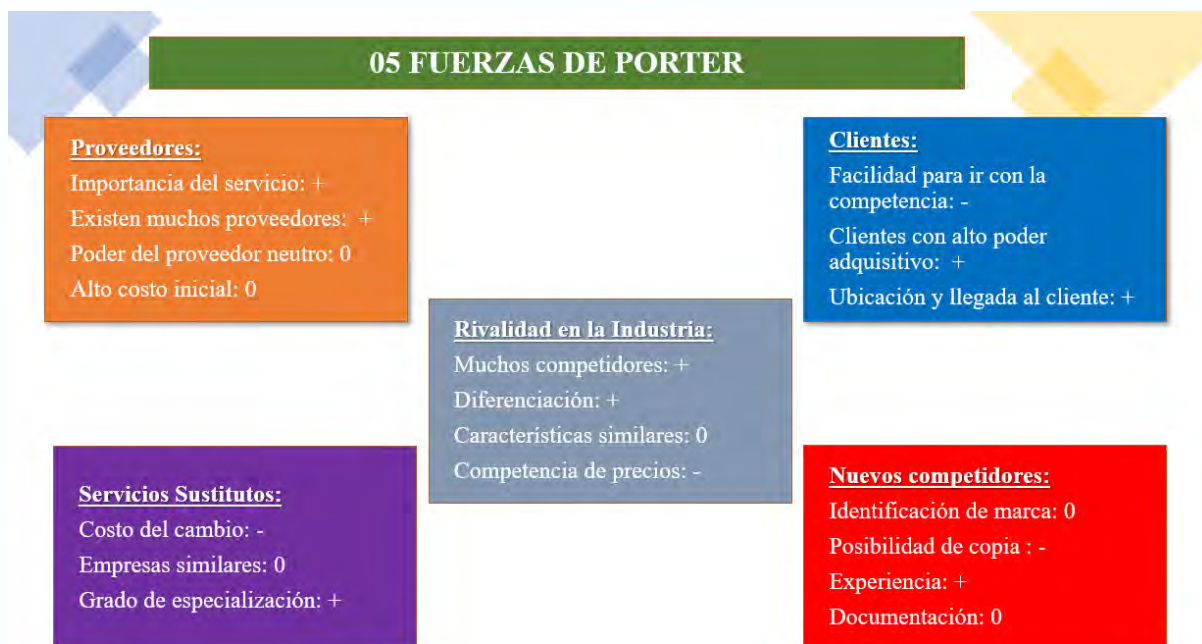 05 FUERZAS DE PORTER
Proveedores:
Importancia del servicio: +
Existen muchos proveedores: +
Poder del proveedor neutro: 0
Alto costo inicial: 0
Clientes:
Facilidad para ir con la
competencia: -
Clientes con alto poder
adquisitivo: +
Ubicación y llegada al cliente: +
Rivalidad en la Industria:
Muchos competidores: +
Diferenciación: +
Características similares: 0
Competencia de precios: -
Servicios Sustitutos:
Costo del cambio: -
Empresas similares: 0
Grado de especialización: +
Nuevos competidores:
Identificación de marca: 0
Posibilidad de copia : -
Experiencia: +
Documentación: 0